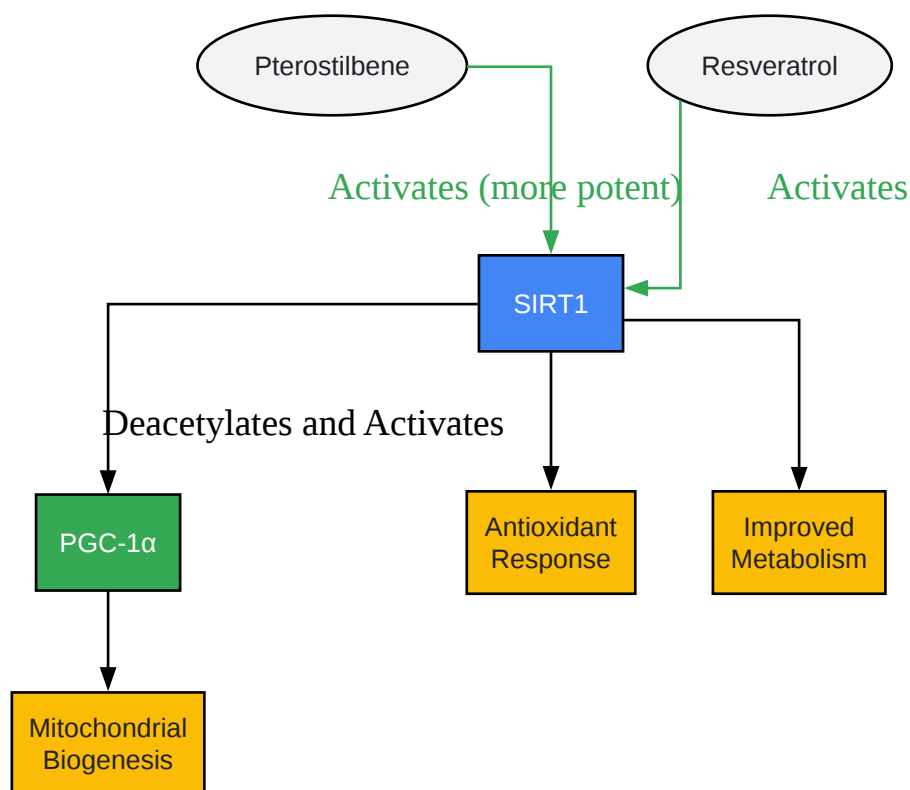 Pterostilbene
Resveratrol
Activates (more potent)
Activates
SIRT1
Deacetylates and Activates
PGC-1α
Antioxidant
Response
Improved
Metabolism
Mitochondrial
Biogenesis